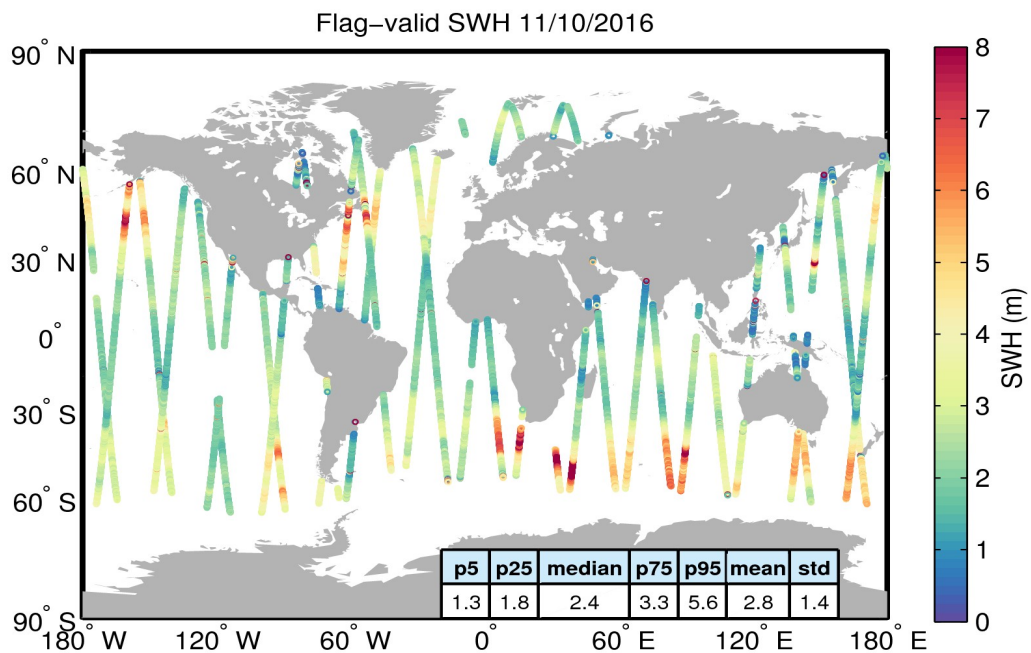 Flag−valid SWH 11/10/2016
90° N
60° N
30° N
0°
30° S
60° S
90° S
180° W
120° W
60° W
0°
60° E
120° E
180° E
p5 p25 median p75 p95 mean std
1.3 1.8 2.4 3.3 5.6 2.8 1.4
8
7
6
5
4
3
2
1
0
SWH (m)